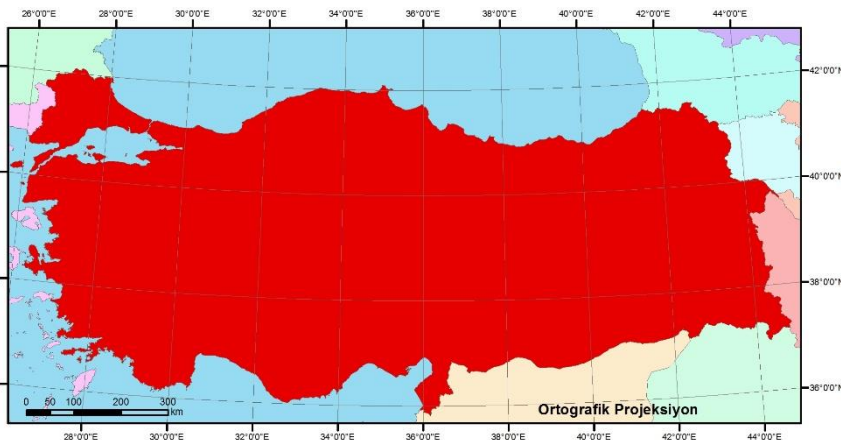 26°0'0"E 28°0'0"E 30°0'0"E 32°0'0"E 34°0'0"E 36°0'0"E 38°0'0"E 40°0'0"E 42°0'0"E 44°0'0"E
42°0'0"N
40°0'0"N
38°0'0"N
36°0'0"N
0 50 100 200 300
km
Ortografik Projeksiyon
28°0'0"E 30°0'0"E 32°0'0"E 34°0'0"E 36°0'0"E 38°0'0"E 40°0'0"E 42°0'0"E 44°0'0"E